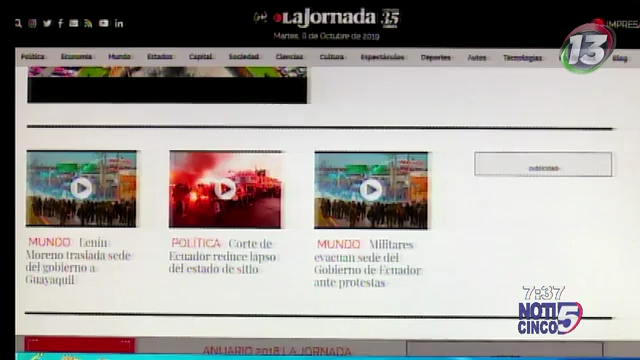 La Jornada 35
IMPRES
Martes, 8 de Octubre de 2019
13
Política Economía Mundo Estados Capital Sociedad Ciencias Cultura Espectáculos Deportes Autos Tecnologías Blog
publicidad
MUNDO Lenín
Moreno traslada sede
del gobierno a
Guayaquil
POLÍTICA Corte de
Ecuador reduce lapso
del estado de sitio
MUNDO Militares
evacuan sede del
Gobierno de Ecuador
ante protestas
7:37
NOTI
CINCO 5
ANUARIO 2018 LA JORNADA